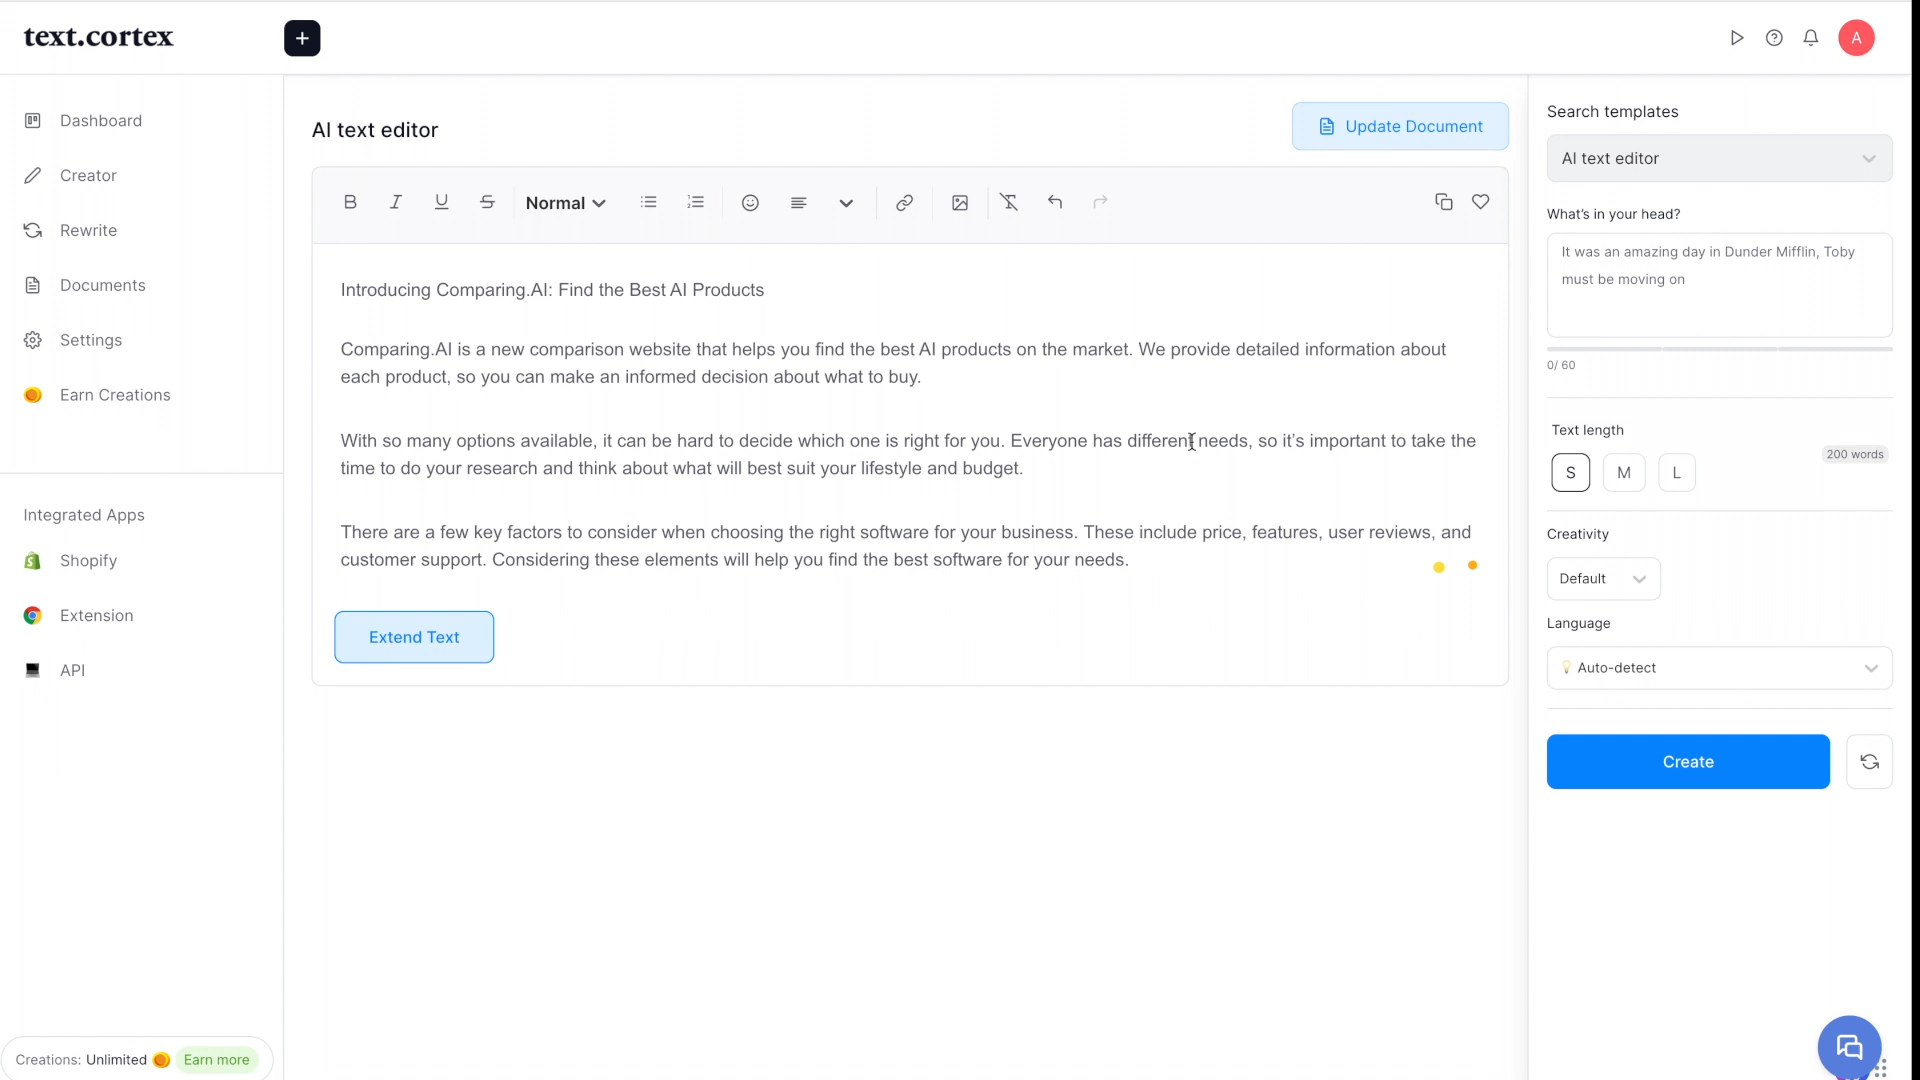 text.cortex
+
A
Dashboard
Creator
Rewrite
Documents
Settings
Earn Creations
Integrated Apps
Shopify
Extension
API
Creations: Unlimited Earn more
AI text editor
Update Document
B I U S Normal
Introducing Comparing.AI: Find the Best AI Products
Comparing.AI is a new comparison website that helps you find the best AI products on the market. We provide detailed information about
each product, so you can make an informed decision about what to buy.
With so many options available, it can be hard to decide which one is right for you. Everyone has different needs, so it's important to take the
time to do your research and think about what will best suit your lifestyle and budget.
There are a few key factors to consider when choosing the right software for your business. These include price, features, user reviews, and
customer support. Considering these elements will help you find the best software for your needs.
Extend Text
Search templates
AI text editor
What's in your head?
It was an amazing day in Dunder Mifflin, Toby
must be moving on
0/ 60
Text length
200 words
S M L
Creativity
Default
Language
Auto-detect
Create